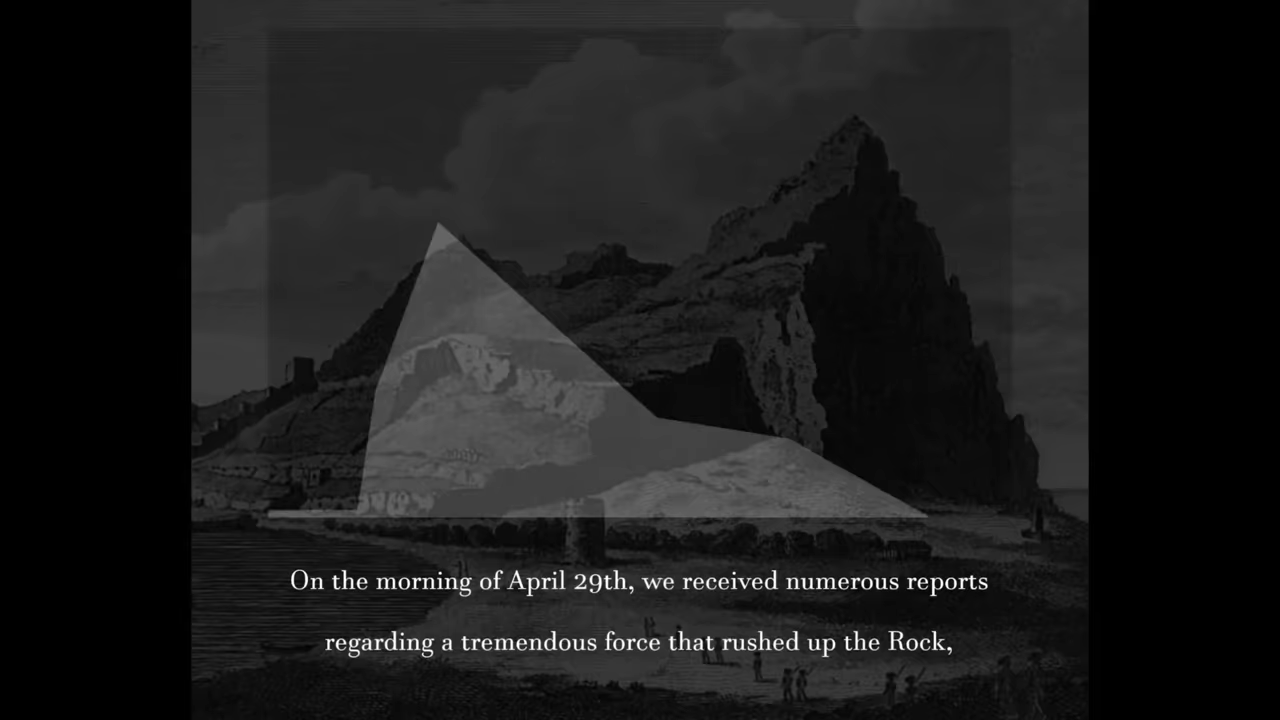 On the morning of April 29th, we received numerous reports
regarding a tremendous force that rushed up the Rock,